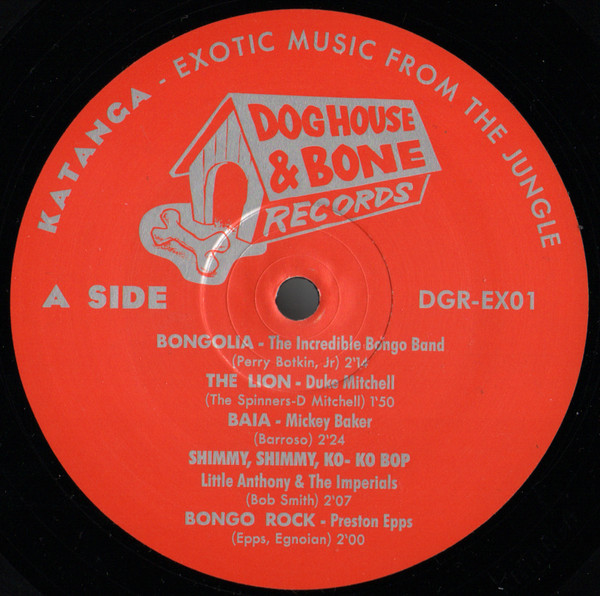 KATANGA - EXOTIC MUSIC FROM THE JUNGLE
DOG HOUSE
& BONE
RECORDS
A SIDE
DGR-EX01
BONGOLIA - The Incredible Bongo Band
(Perry Botkin, Jr) 2'14
THE LION - Duke Mitchell
(The Spinners-D Mitchell) 1'50
BAIA - Mickey Baker
(Barroso) 2'24
SHIMMY, SHIMMY, KO- KO BOP
Little Anthony & The Imperials
(Bob Smith) 2'07
BONGO ROCK - Preston Epps
(Epps, Egnoian) 2'00